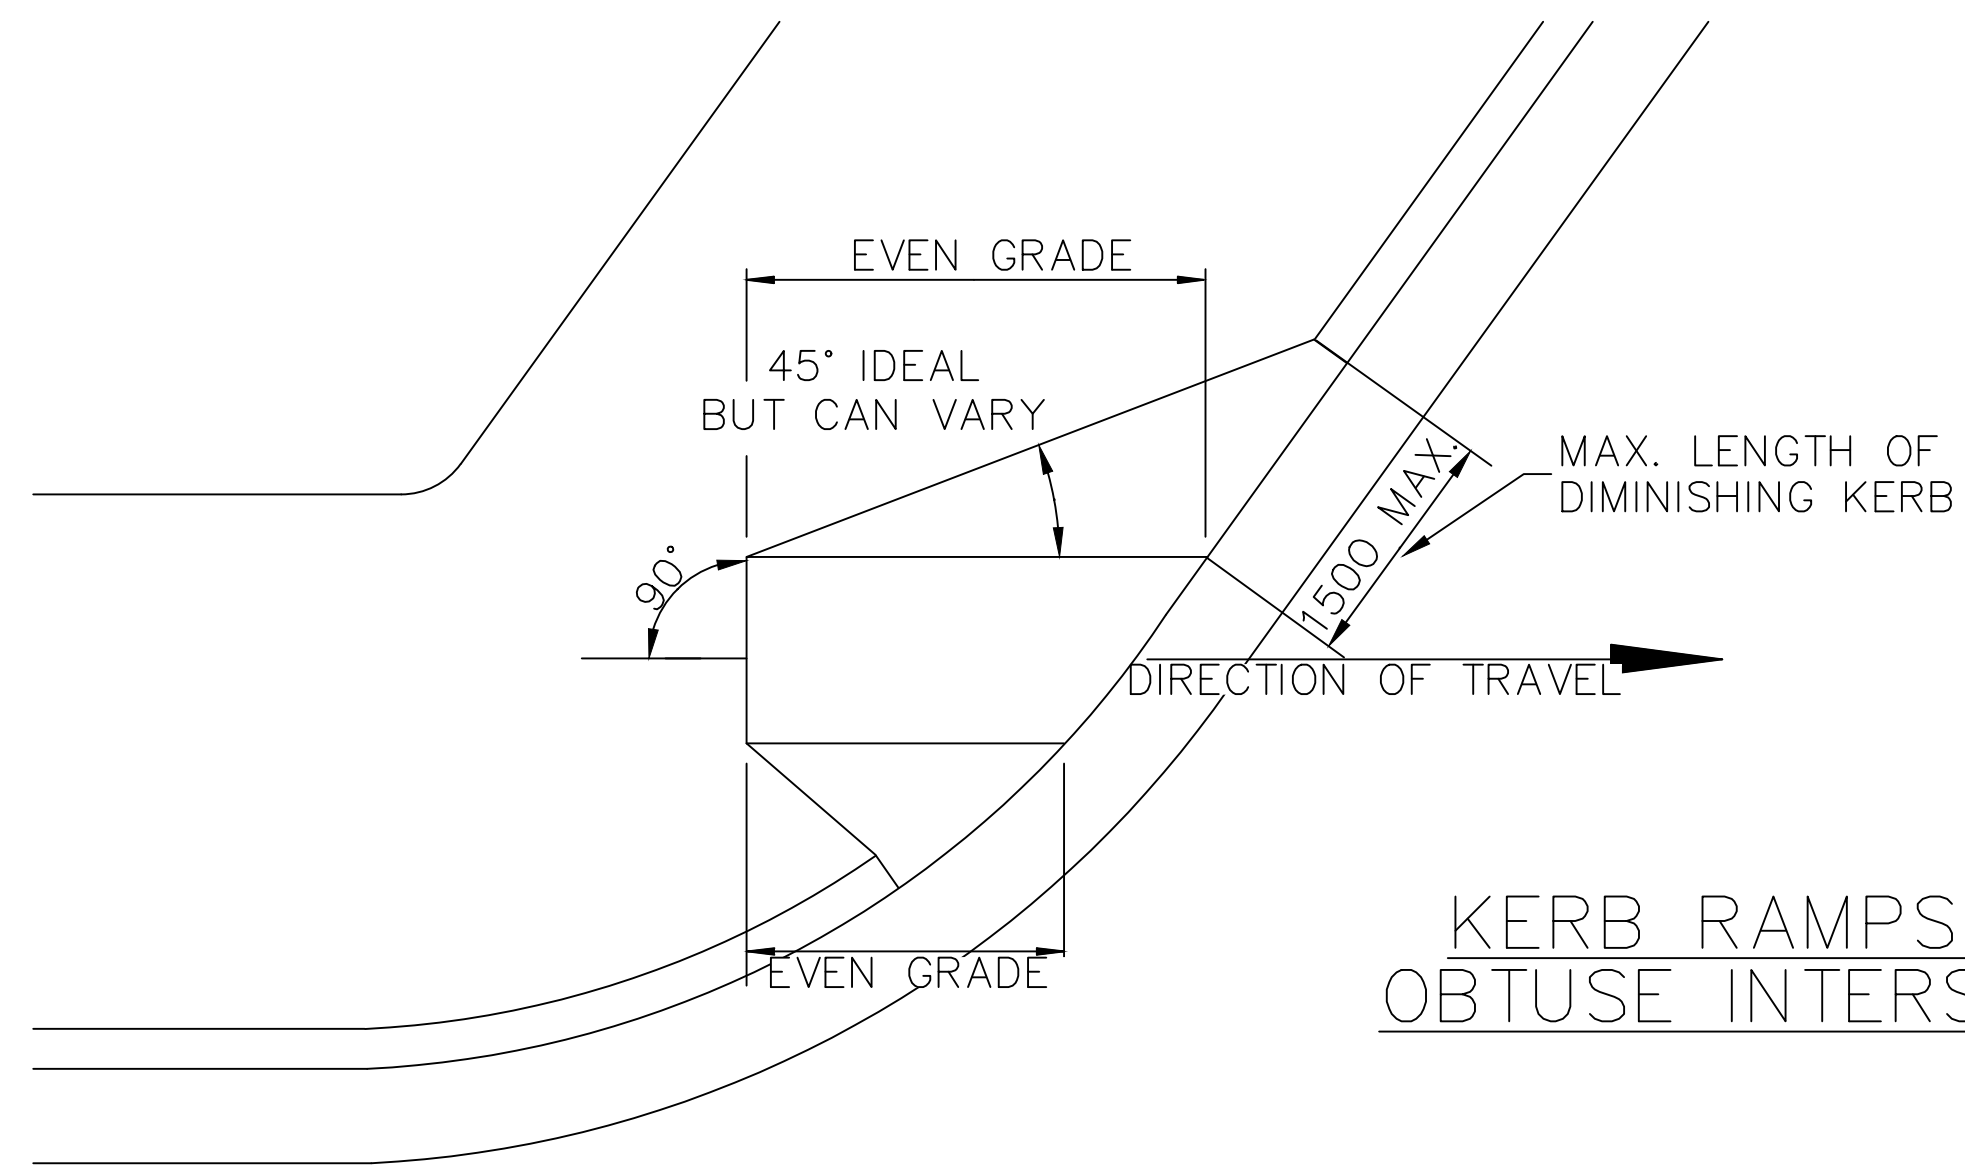 EVEN GRADE
45° IDEAL
BUT CAN VARY
MAX. LENGTH OF
DIMINISHING KERB
1500 MAX.
90°
DIRECTION OF TRAVEL
EVEN GRADE
KERB RAMPS
OBTUSE